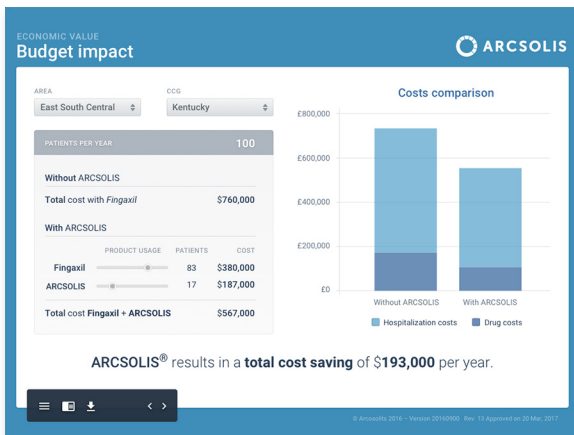 ECONOMIC VALUE
Budget impact
ARCSOLIS
AREA
CCG
East South Central
Kentucky
PATIENTS PER YEAR 100
Without ARCSOLIS
Total cost with Fingaxil $760,000
With ARCSOLIS
PRODUCT USAGE PATIENTS COST
Fingaxil 83 $380,000
ARCSOLIS 17 $187,000
Total cost Fingaxil + ARCSOLIS $567,000
Costs comparison
£800,000
£600,000
£400,000
£200,000
£0
Without ARCSOLIS With ARCSOLIS
Hospitalization costs Drug costs
ARCSOLIS® results in a total cost saving of $193,000 per year.
© Arcsolis 2016 – Version 20160900 Rev. 13 Approved on 20 Mar, 2017